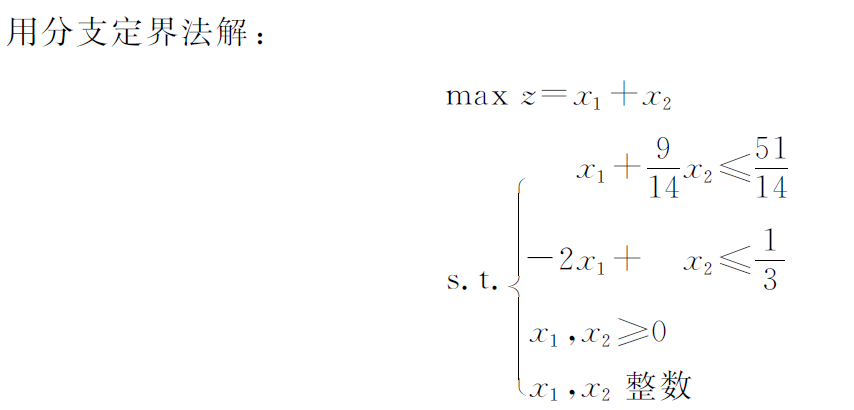 用分支定界法解：
max z=x₁+x₂
x₁+9/14x₂≤51/14
s.t. -2x₁+ x₂≤1/3
x₁,x₂≥0
x₁,x₂ 整数